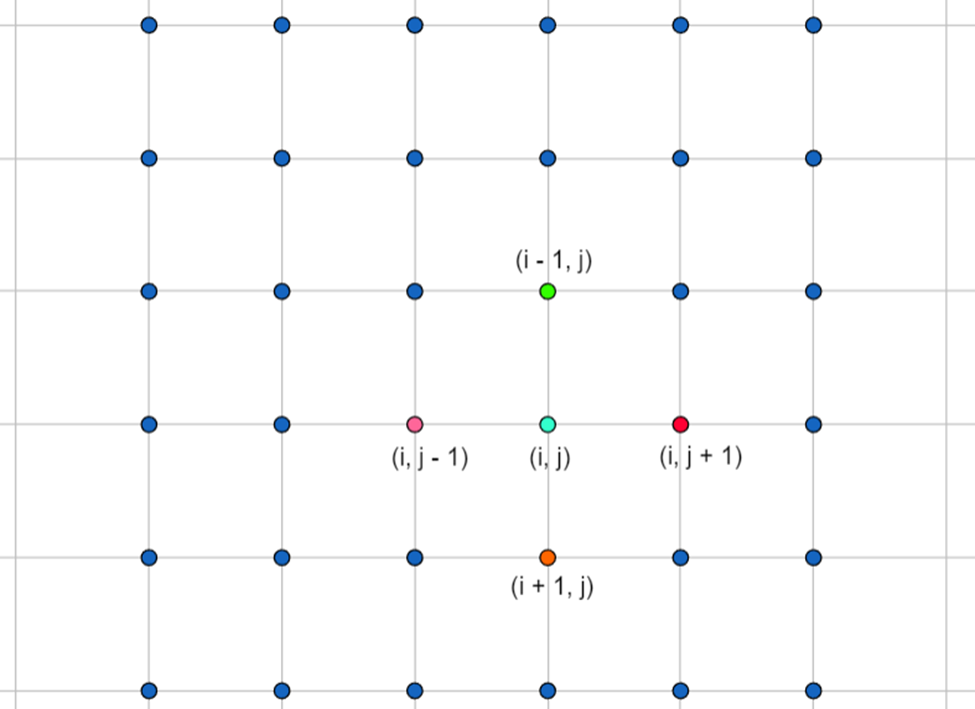 (i - 1, j)
(i, j - 1)
(i, j)
(i, j + 1)
(i + 1, j)